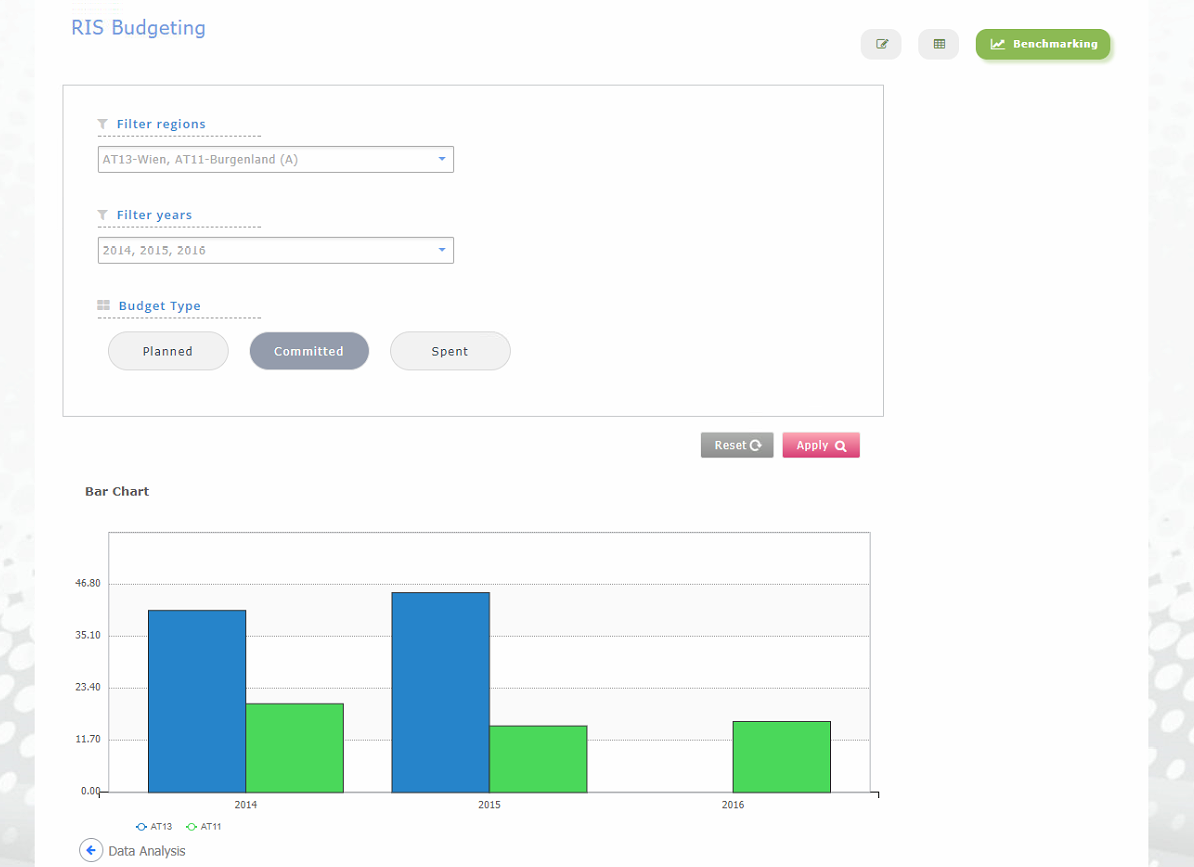 RIS Budgeting
Benchmarking
Filter regions
AT13-Wien, AT11-Burgenland (A)
Filter years
2014, 2015, 2016
Budget Type
Planned Committed Spent
Reset Apply
Bar Chart
46.80
35.10
23.40
11.70
0.00
2014 2015 2016
AT13 AT11
Data Analysis